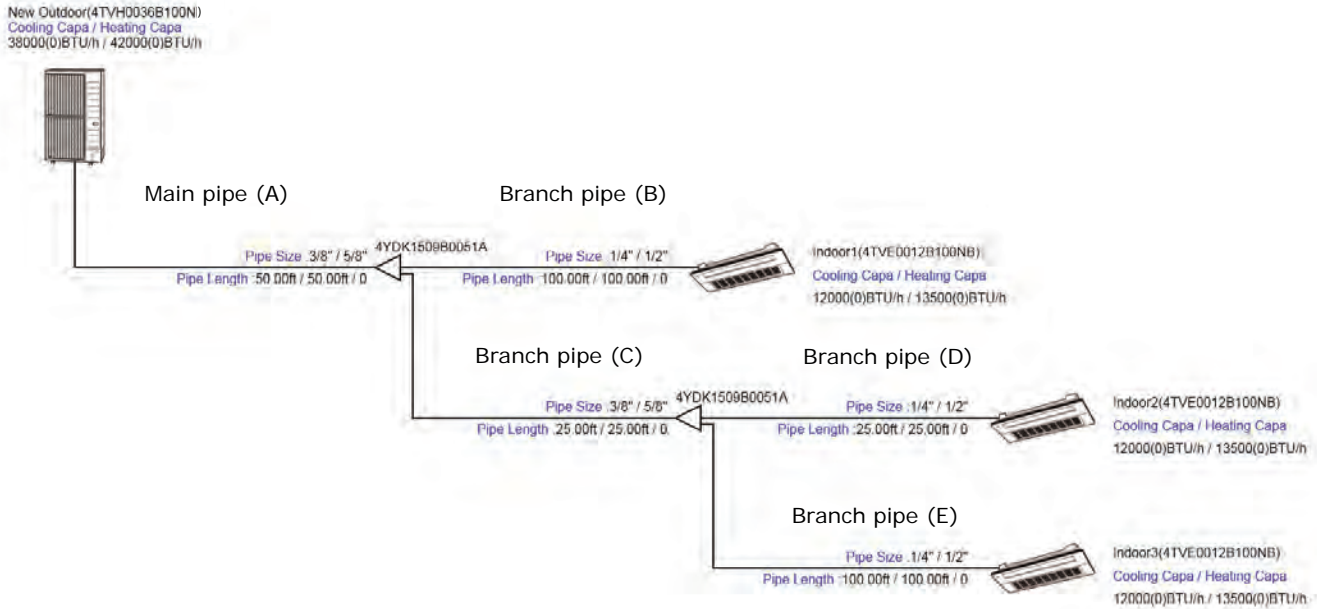 New Outdoor(4TVH0036B100N)
Cooling Capa / Heating Capa
38000(0)BTU/h / 42000(0)BTU/h
Main pipe (A)
Branch pipe (B)
Pipe Size :3/8" / 5/8"
4YDK1509B0051A
Pipe Size :1/4" / 1/2"
Indoor1(4TVE0012B100NB)
Pipe Length :50.00ft / 50.00ft / 0
Pipe Length :100.00ft / 100.00ft / 0
Cooling Capa / Heating Capa
12000(0)BTU/h / 13500(0)BTU/h
Branch pipe (C)
Branch pipe (D)
Pipe Size :3/8" / 5/8"
4YDK1509B0051A
Pipe Size :1/4" / 1/2"
Indoor2(4TVE0012B100NB)
Pipe Length :25.00ft / 25.00ft / 0
Pipe Length :25.00ft / 25.00ft / 0
Cooling Capa / Heating Capa
12000(0)BTU/h / 13500(0)BTU/h
Branch pipe (E)
Pipe Size :1/4" / 1/2"
Indoor3(4TVE0012B100NB)
Pipe Length :100.00ft / 100.00ft / 0
Cooling Capa / Heating Capa
12000(0)BTU/h / 13500(0)BTU/h